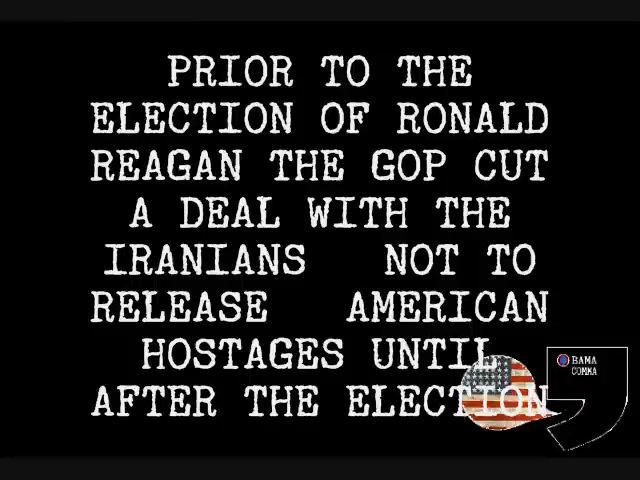 PRIOR TO THE
ELECTION OF RONALD
REAGAN THE GOP CUT
A DEAL WITH THE
IRANIANS NOT TO
RELEASE AMERICAN
HOSTAGES UNTIL
AFTER THE ELECTION
OBAMA
COMMA